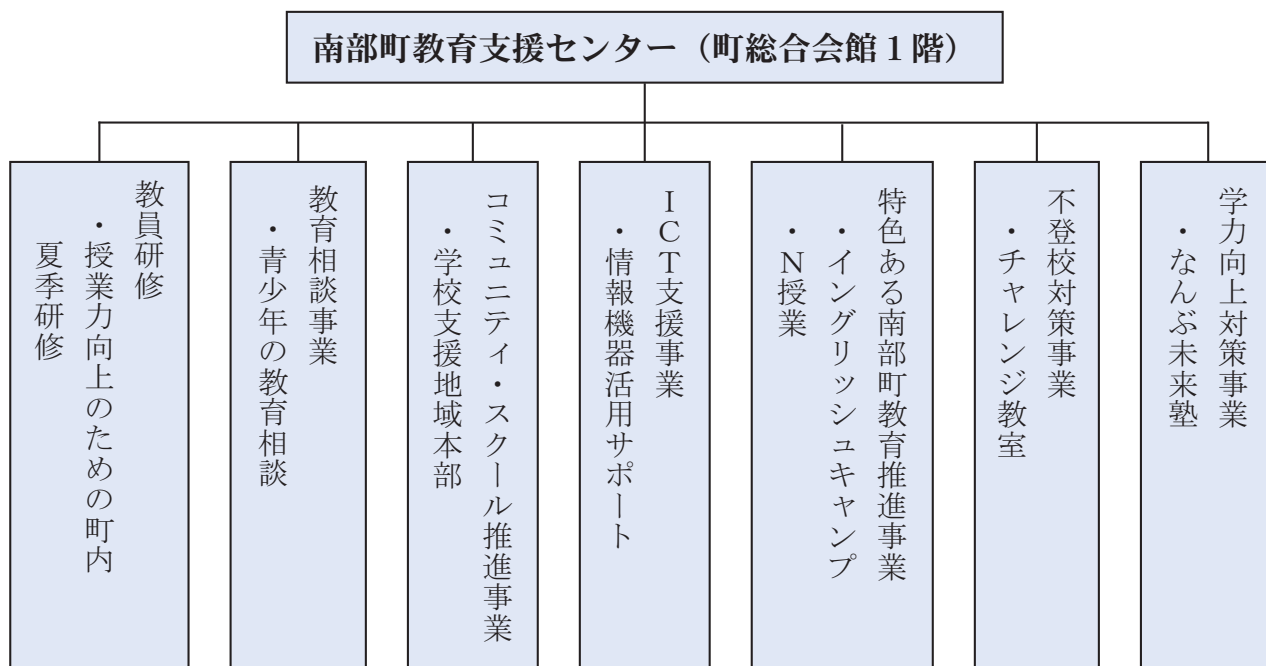 南部町教育支援センター（町総合会館１階）
学力向上対策事業
・なんぶ未来塾
不登校対策事業
・チャレンジ教室
特色ある南部町教育推進事業
・イングリッシュキャンプ
・Ｎ授業
ＩＣＴ支援事業
・情報機器活用サポート
コミュニティ・スクール推進事業
・学校支援地域本部
教育相談事業
・青少年の教育相談
教員研修
・授業力向上のための町内
夏季研修